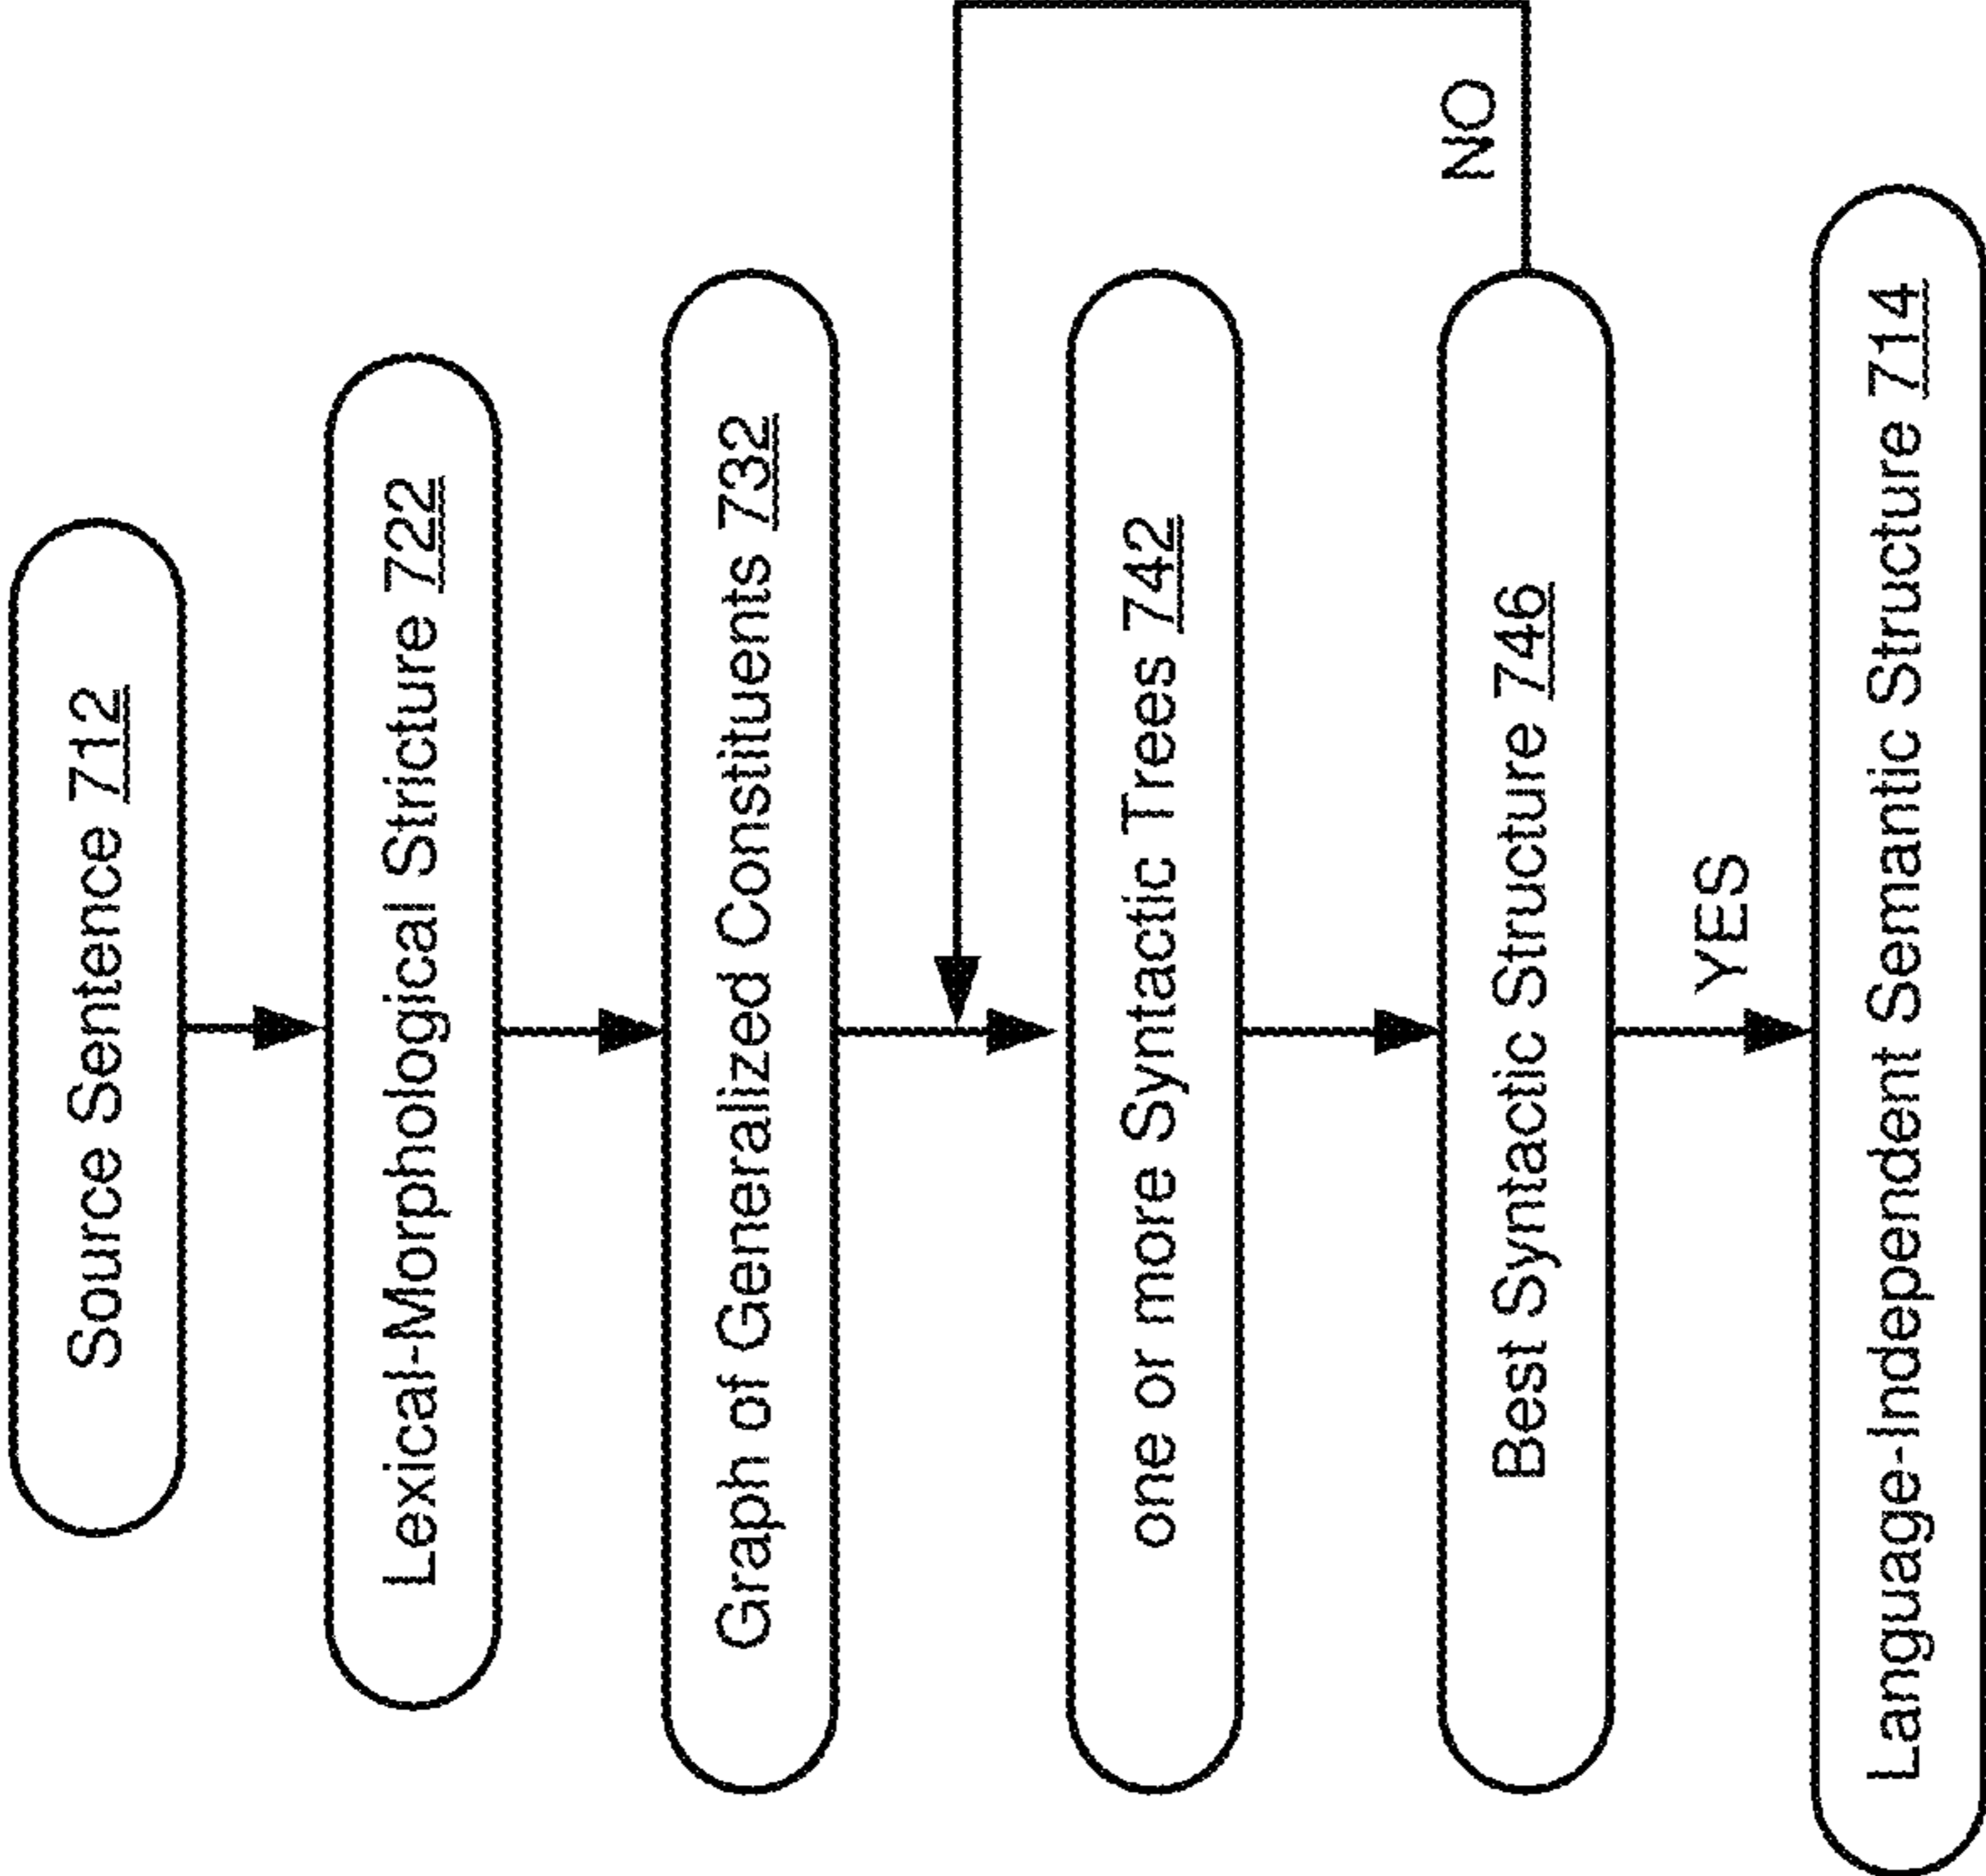 Source Sentence 712
Lexical-Morphological Stricture 722
Graph of Generalized Constituents 732
one or more Syntactic Trees 742
Best Syntactic Structure 746
NO
YES
Language-Independent Semantic Structure 714